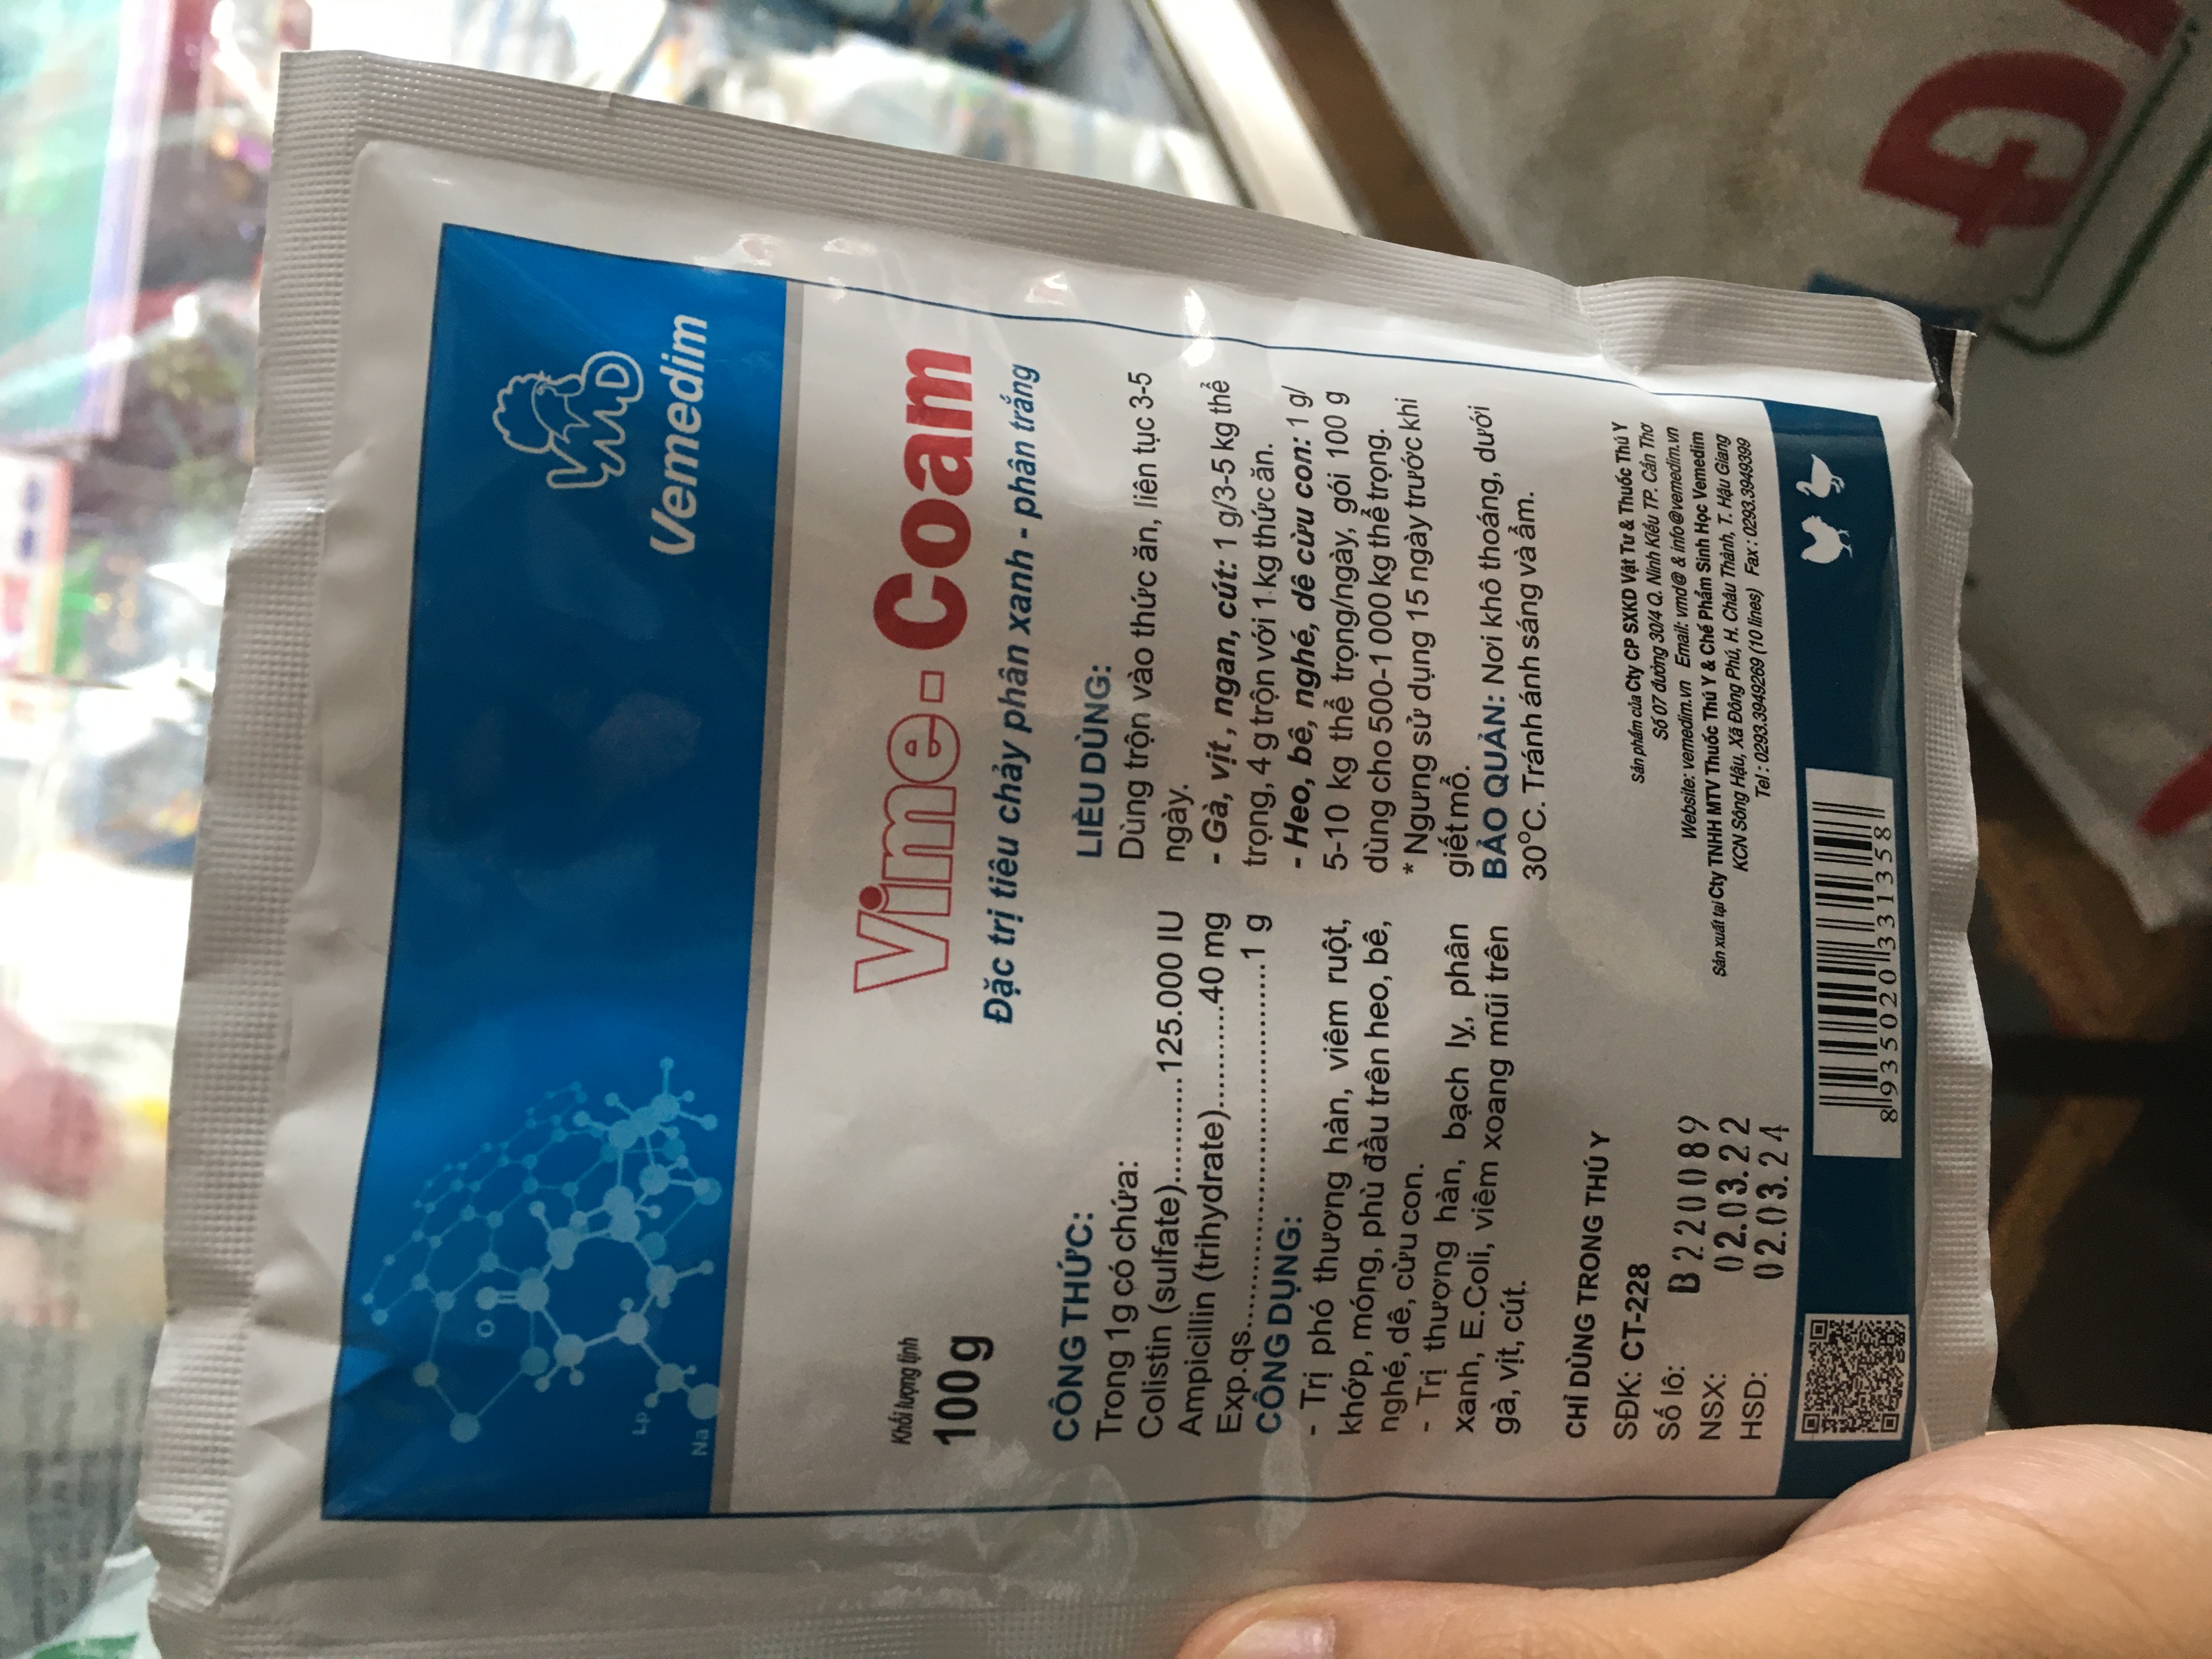 VMD
Vemedim
O
L-P
Na
Khối lượng tịnh
100g
Vime - Coam
Đặc trị tiêu chảy phân xanh - phân trắng
CÔNG THỨC:
Trong 1g có chứa:
Colistin (sulfate)............125.000 IU
Ampicillin (trihydrate)..........40 mg
Exp.qs................................1 g
CÔNG DỤNG:
- Trị phó thương hàn, viêm ruột,
khớp, móng, phù đầu trên heo, bê,
nghé, dê, cừu con.
- Trị thương hàn, bạch lỵ, phân
xanh, E.Coli, viêm xoang mũi trên
gà, vịt, cút.
LIỀU DÙNG:
Dùng trộn vào thức ăn, liên tục 3-5
ngày.
- Gà, vịt, ngan, cút: 1 g/3-5 kg thể
trọng, 4 g trộn với 1 kg thức ăn.
- Heo, bê, nghé, dê cừu con: 1 g/
5-10 kg thể trọng/ngày, gói 100 g
dùng cho 500-1 000 kg thể trọng.
* Ngưng sử dụng 15 ngày trước khi
giết mổ.
BẢO QUẢN: Nơi khô thoáng, dưới
30°C. Tránh ánh sáng và ẩm.
CHỈ DÙNG TRONG THÚ Y
SĐK: CT-228
Số lô: B220089
NSX: 02.03.22
HSD: 02.03.24
Sản phẩm của Cty CP SXKD Vật Tư & Thuốc Thú Y
Số 07 đường 30/4 Q. Ninh Kiều TP. Cần Thơ
Website: vemedim.vn Email: vmd@ & info@vemedim.vn
Sản xuất tại Cty TNHH MTV Thuốc Thú Y & Chế Phẩm Sinh Học Vemedim
KCN Sông Hậu, Xã Đông Phú, H. Châu Thành, T. Hậu Giang
Tel : 0293.3949269 (10 lines) Fax : 0293.3949399
8935020331358